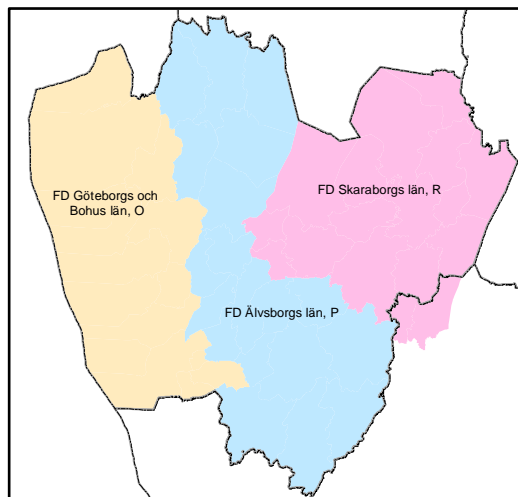 FD Skaraborgs län, R
FD Göteborgs och
Bohus län, O
FD Älvsborgs län, P